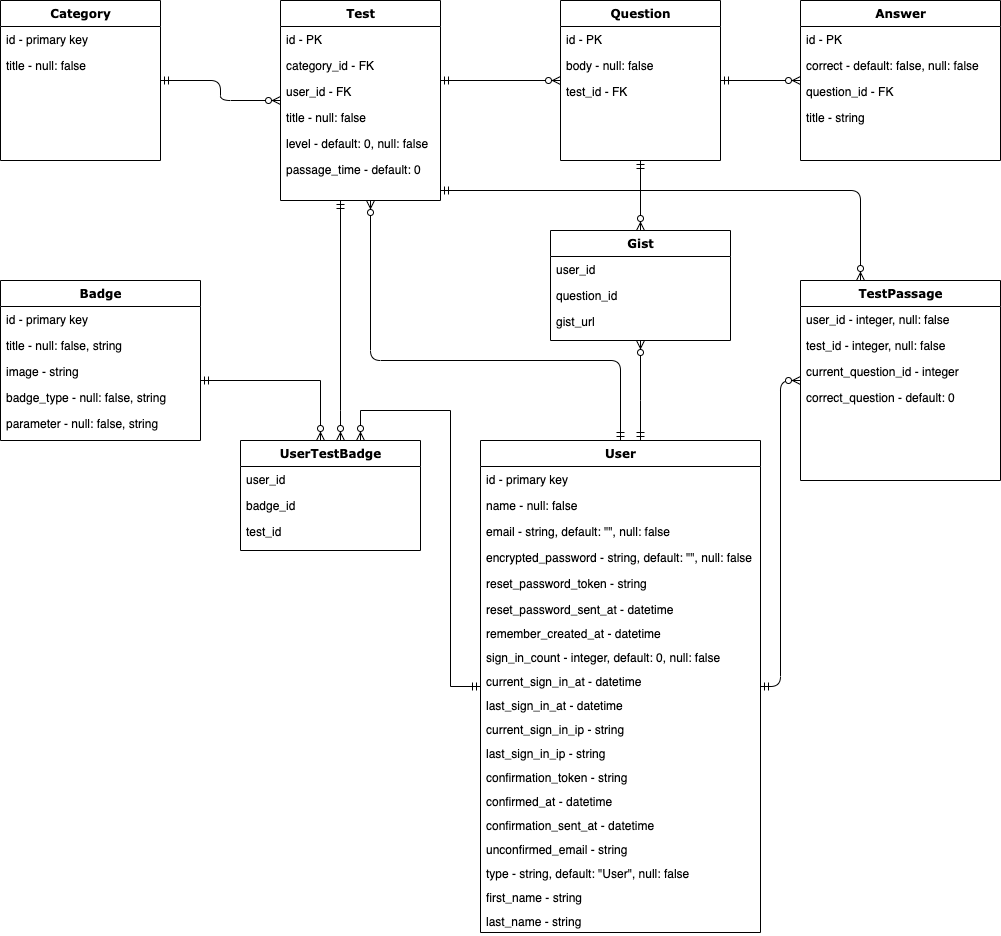 Category
id - primary key
title - null: false
Test
id - PK
category_id - FK
user_id - FK
title - null: false
level - default: 0, null: false
passage_time - default: 0
Question
id - PK
body - null: false
test_id - FK
Answer
id - PK
correct - default: false, null: false
question_id - FK
title - string
Gist
user_id
question_id
gist_url
Badge
id - primary key
title - null: false, string
image - string
badge_type - null: false, string
parameter - null: false, string
TestPassage
user_id - integer, null: false
test_id - integer, null: false
current_question_id - integer
correct_question - default: 0
UserTestBadge
user_id
badge_id
test_id
User
id - primary key
name - null: false
email - string, default: "", null: false
encrypted_password - string, default: "", null: false
reset_password_token - string
reset_password_sent_at - datetime
remember_created_at - datetime
sign_in_count - integer, default: 0, null: false
current_sign_in_at - datetime
last_sign_in_at - datetime
current_sign_in_ip - string
last_sign_in_ip - string
confirmation_token - string
confirmed_at - datetime
confirmation_sent_at - datetime
unconfirmed_email - string
type - string, default: "User", null: false
first_name - string
last_name - string